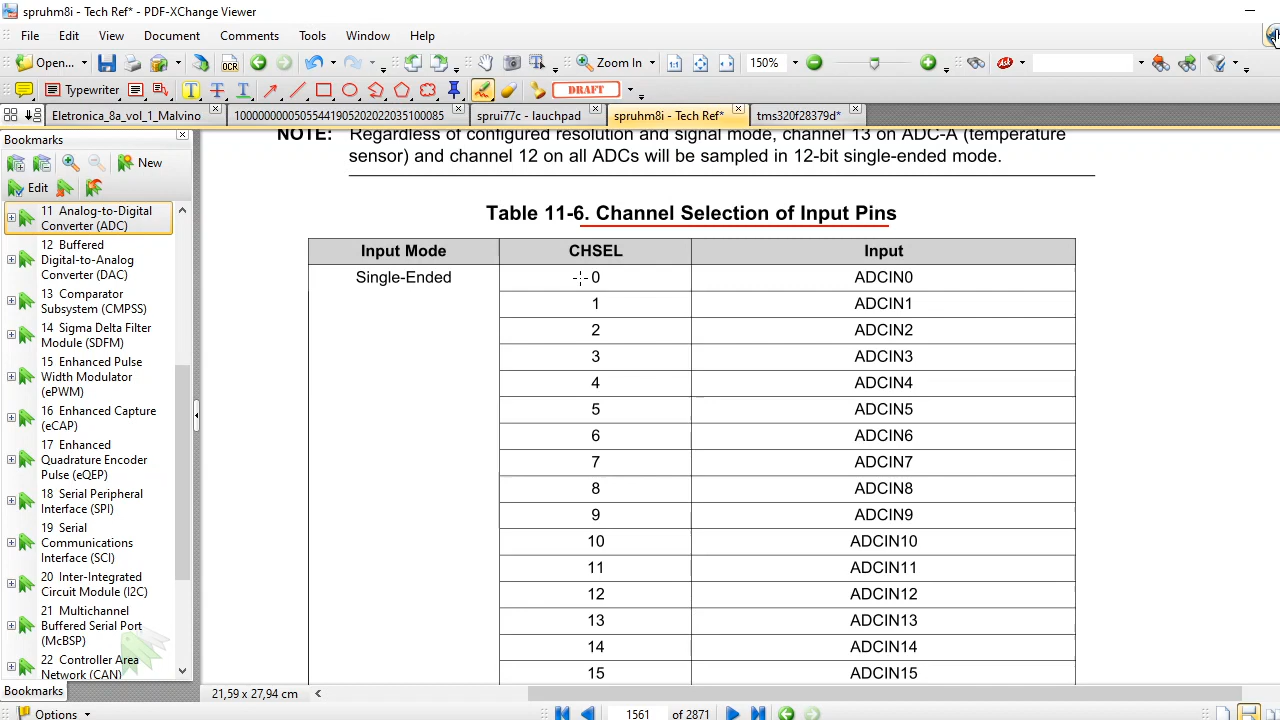 spruhm8i - Tech Ref* - PDF-XChange Viewer
File Edit View Document Comments Tools Window Help
Open... OCR Zoom In 150%
Typewriter DRAFT
Eletronica_8a_vol_1_Malvino 10000000005055441905202022035100085 sprui77c - lauchpad spruhm8i - Tech Ref* tms320f28379d*
Bookmarks
New
Edit
11 Analog-to-Digital
Converter (ADC)
12 Buffered
Digital-to-Analog
Converter (DAC)
13 Comparator
Subsystem (CMPSS)
14 Sigma Delta Filter
Module (SDFM)
15 Enhanced Pulse
Width Modulator
(ePWM)
16 Enhanced Capture
(eCAP)
17 Enhanced
Quadrature Encoder
Pulse (eQEP)
18 Serial Peripheral
Interface (SPI)
19 Serial
Communications
Interface (SCI)
20 Inter-Integrated
Circuit Module (I2C)
21 Multichannel
Buffered Serial Port
(McBSP)
22 Controller Area
Network (CAN)
Bookmarks
Options
NOTE: Regardless of configured resolution and signal mode, channel 13 on ADC-A (temperature
sensor) and channel 12 on all ADCs will be sampled in 12-bit single-ended mode.
Table 11-6. Channel Selection of Input Pins
Input Mode CHSEL Input
Single-Ended 0 ADCIN0
1 ADCIN1
2 ADCIN2
3 ADCIN3
4 ADCIN4
5 ADCIN5
6 ADCIN6
7 ADCIN7
8 ADCIN8
9 ADCIN9
10 ADCIN10
11 ADCIN11
12 ADCIN12
13 ADCIN13
14 ADCIN14
15 ADCIN15
21,59 x 27,94 cm
1561 of 2871